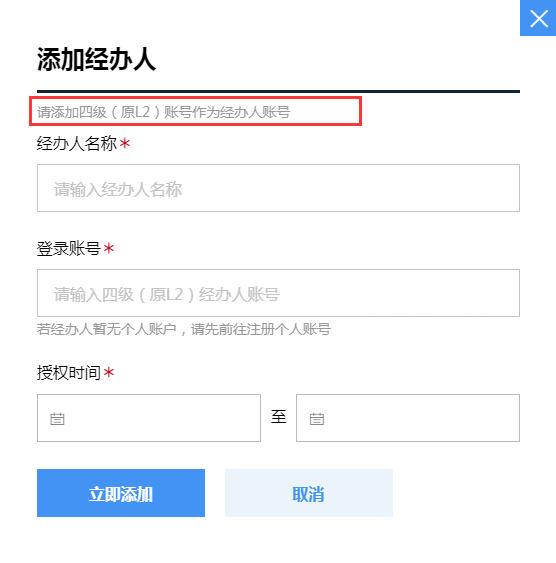 添加经办人
请添加四级（原L2）账号作为经办人账号
经办人名称*
请输入经办人名称
登录账号*
请输入四级（原L2）经办人账号
若经办人暂无个人账户，请先前往注册个人账号
授权时间*
至
立即添加 取消